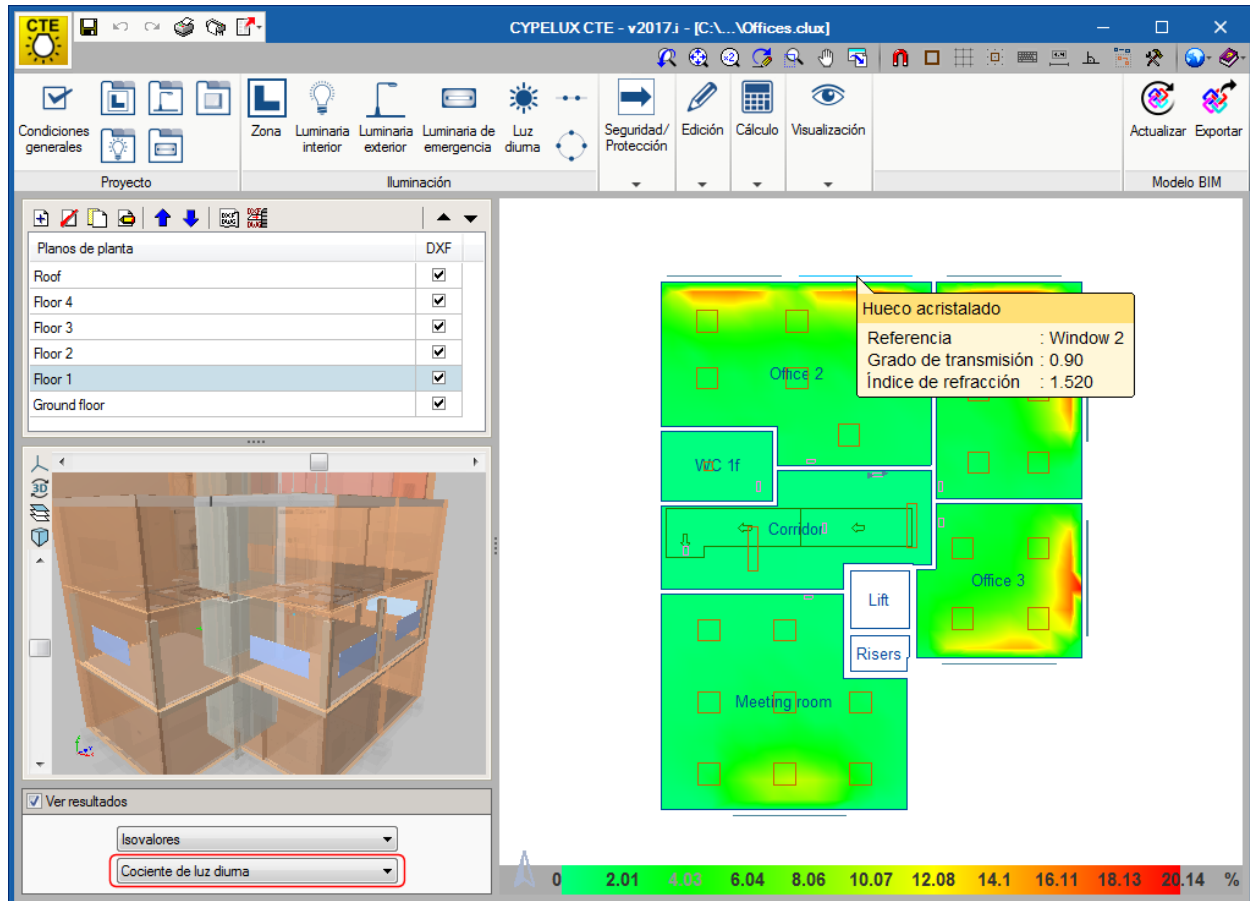 CTE
CYPELUX CTE - v2017.i - [C:\...\Offices.clux]
Condiciones generales
Zona
Luminaria interior
Luminaria exterior
Luminaria de emergencia
Luz diurna
Seguridad/ Protección
Edición
Cálculo
Visualización
Actualizar
Exportar
Proyecto
Iluminación
Modelo BIM
Planos de planta
DXF
Roof
Floor 4
Floor 3
Floor 2
Floor 1
Ground floor
3D
Ver resultados
Isovalores
Cociente de luz diurna
Hueco acristalado
Referencia : Window 2
Grado de transmisión : 0.90
Índice de refracción : 1.520
Office 2
WC 1f
Corridor
Office 3
Lift
Risers
Meeting room
0 2.01 4.03 6.04 8.06 10.07 12.08 14.1 16.11 18.13 20.14 %